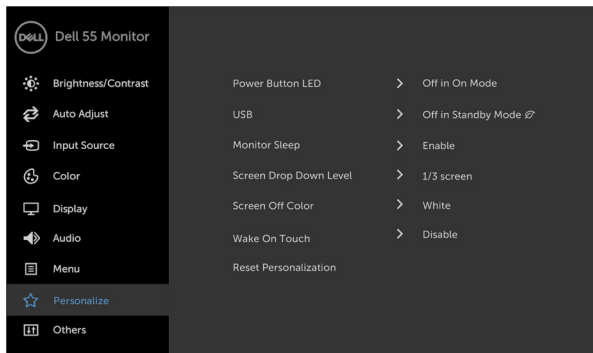 DELL Dell 55 Monitor
Brightness/Contrast
Auto Adjust
Input Source
Color
Display
Audio
Menu
Personalize
Others
Power Button LED > Off in On Mode
USB > Off in Standby Mode
Monitor Sleep > Enable
Screen Drop Down Level > 1/3 screen
Screen Off Color > White
Wake On Touch > Disable
Reset Personalization